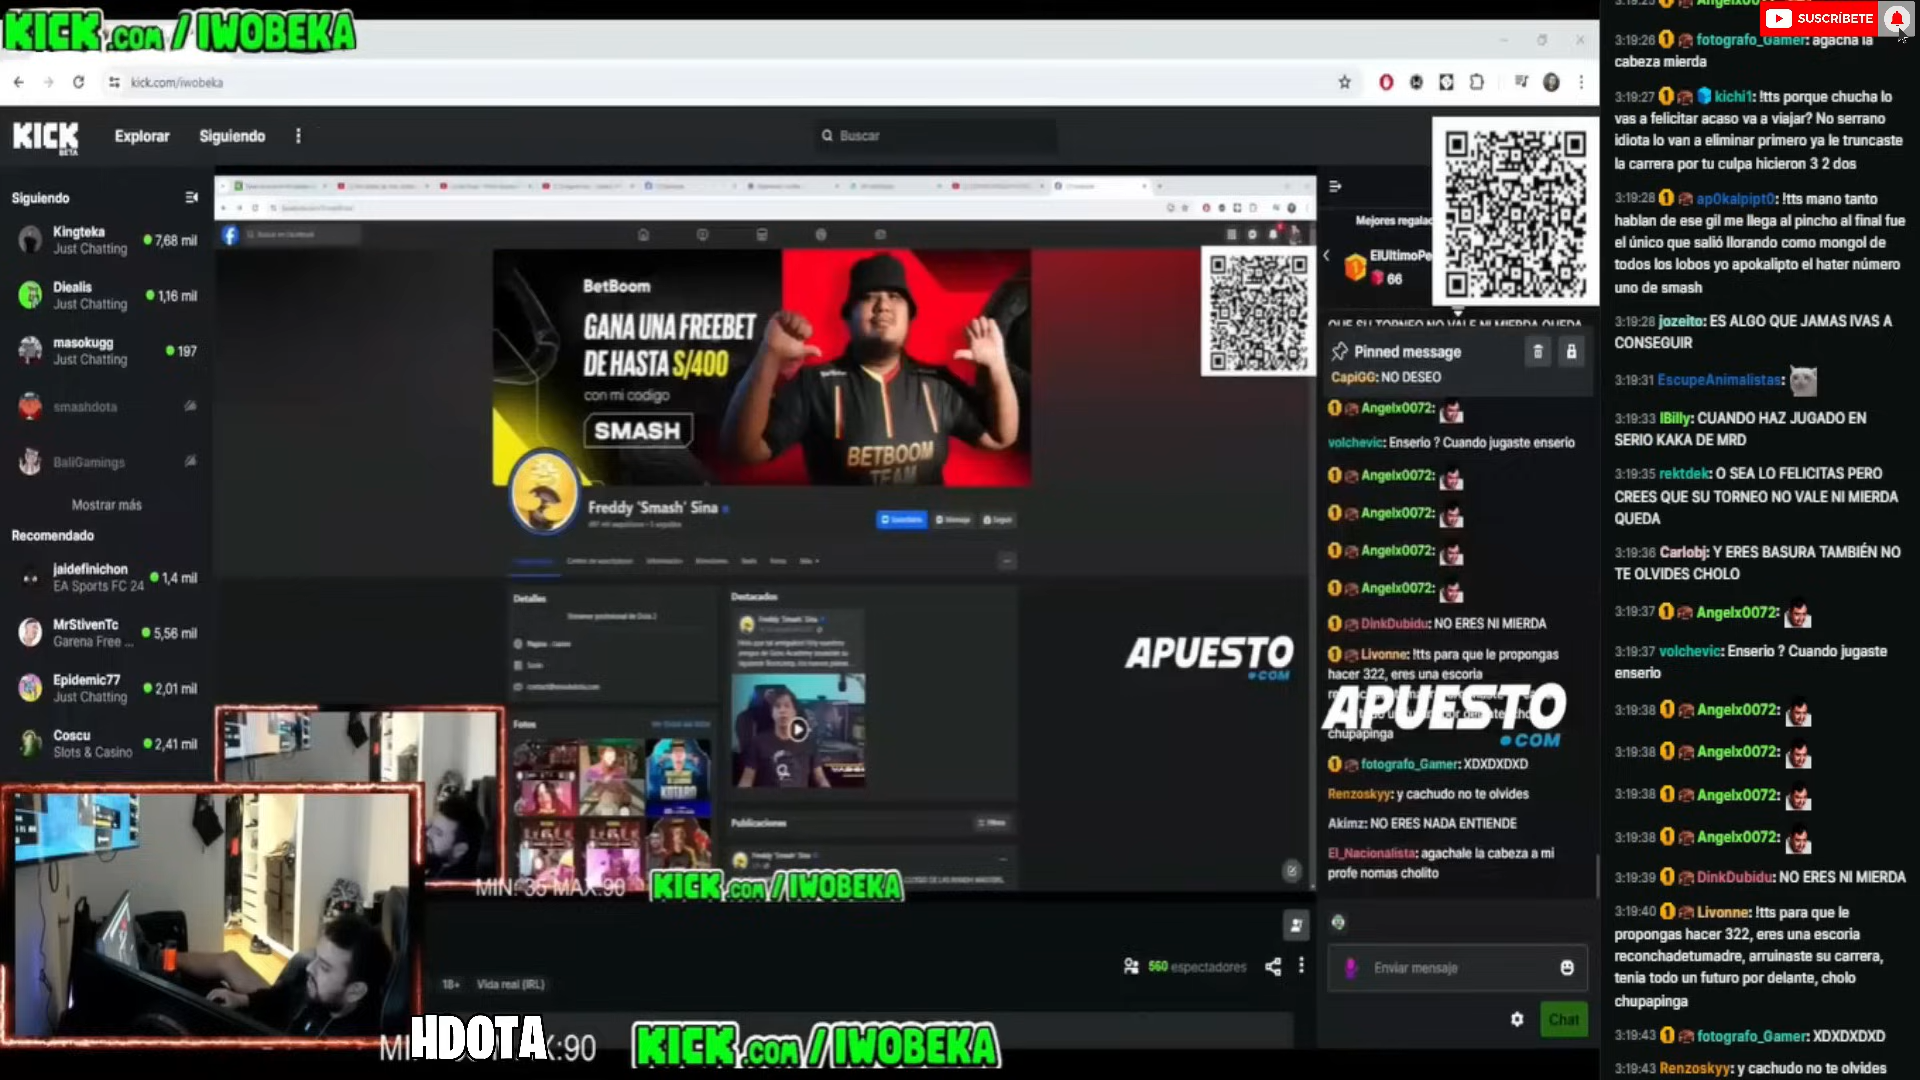 KICK.com/IWOBEKA
kick.com/iwobeka
KICK
BETA
Explorar
Siguiendo
Buscar
Siguiendo
Kingteka
Just Chatting
7,68 mil
Diealis
Just Chatting
1,16 mil
masokugg
Just Chatting
197
smashdota
BaliGamings
Mostrar más
Recomendado
jaidefinichon
EA Sports FC 24
1,4 mil
MrStivenTc
Garena Free ...
5,56 mil
Epidemic77
Just Chatting
2,01 mil
Coscu
Slots & Casino
2,41 mil
BetBoom
GANA UNA FREEBET
DE HASTA S/400
con mi codigo
SMASH
BETBOOM
TEAM
Freddy 'Smash' Sina
Detalles
Destacados
Freddy 'Smash' Sina
Fotos
KOTARO
Publicaciones
Filtros
Freddy 'Smash' Sina
APUESTO
.COM
MIN: 35 MAX:90
KICK.com/IWOBEKA
560 espectadores
18+
Vida real (IRL)
HDOTA
:90
KICK.com/IWOBEKA
Mejores regalac
1
ElUltimoPe
66
QUE SU TORNEO NO VALE NI MIERDA QUEDA
Pinned message
CapiGG: NO DESEO
Angelx0072:
volchevic: Enserio ? Cuando jugaste enserio
Angelx0072:
Angelx0072:
Angelx0072:
Angelx0072:
DinkDubidu: NO ERES NI MIERDA
Livonne: !tts para que le propongas
hacer 322, eres una escoria
APUESTO
.COM
chupapinga
fotografo_Gamer: XDXDXDXD
Renzoskyy: y cachudo no te olvides
Akimz: NO ERES NADA ENTIENDE
El_Nacionalista: agachale la cabeza a mi
profe nomas cholito
Enviar mensaje
Chat
SUSCRÍBETE
3:19:26 fotografo_Gamer: agacha la
cabeza mierda
3:19:27 kichi1: !tts porque chucha lo
vas a felicitar acaso va a viajar? No serrano
idiota lo van a eliminar primero ya le truncaste
la carrera por tu culpa hicieron 3 2 dos
3:19:28 ap0kalpipt0: !tts mano tanto
hablan de ese gil me llega al pincho al final fue
el único que salió llorando como mongol de
todos los lobos yo apokalipto el hater número
uno de smash
3:19:28 jozeito: ES ALGO QUE JAMAS IVAS A
CONSEGUIR
3:19:31 EscupeAnimalistas:
3:19:33 IBilly: CUANDO HAZ JUGADO EN
SERIO KAKA DE MRD
3:19:35 rektdek: O SEA LO FELICITAS PERO
CREES QUE SU TORNEO NO VALE NI MIERDA
QUEDA
3:19:36 Carlobj: Y ERES BASURA TAMBIÉN NO
TE OLVIDES CHOLO
3:19:37 Angelx0072:
3:19:37 volchevic: Enserio ? Cuando jugaste
enserio
3:19:38 Angelx0072:
3:19:38 Angelx0072:
3:19:38 Angelx0072:
3:19:38 Angelx0072:
3:19:39 DinkDubidu: NO ERES NI MIERDA
3:19:40 Livonne: !tts para que le
propongas hacer 322, eres una escoria
reconchadetumadre, arruinaste su carrera,
tenia todo un futuro por delante, cholo
chupapinga
3:19:43 fotografo_Gamer: XDXDXDXD
3:19:43 Renzoskyy: y cachudo no te olvides